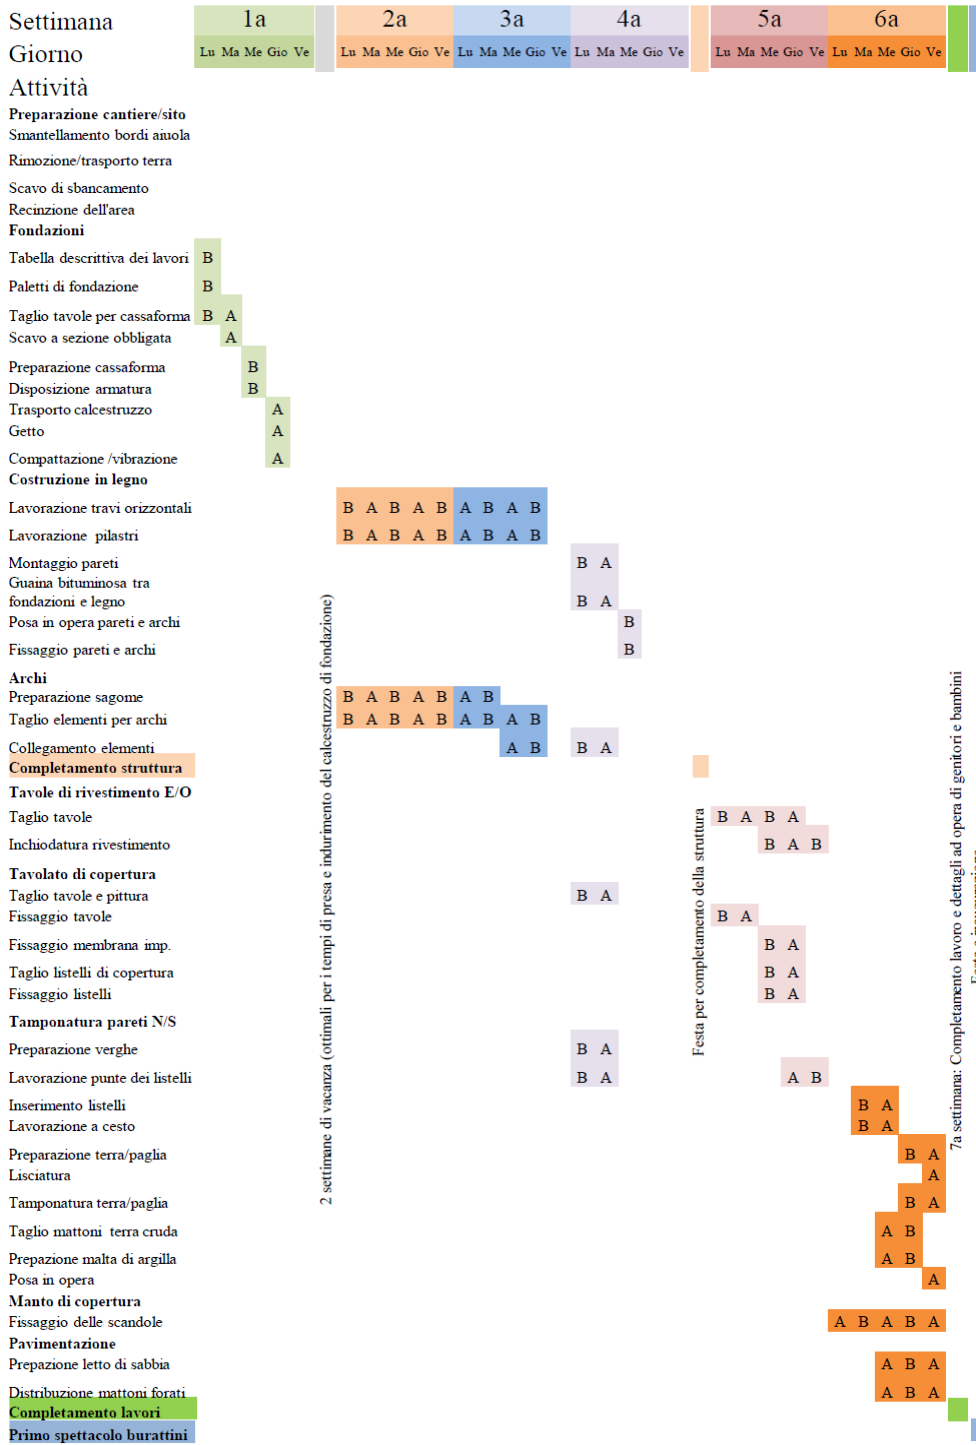 Settimana 1a 2a 3a 4a 5a 6a
Giorno Lu Ma Me Gio Ve Lu Ma Me Gio Ve Lu Ma Me Gio Ve Lu Ma Me Gio Ve Lu Ma Me Gio Ve Lu Ma Me Gio Ve
Attività
Preparazione cantiere/sito
Smantellamento bordi aiuola
Rimozione/trasporto terra
Scavo di sbancamento
Recinzione dell'area
Fondazioni
Tabella descrittiva dei lavori B
Paletti di fondazione B
Taglio tavole per cassaforma B A
Scavo a sezione obbligata A
Preparazione cassaforma B
Disposizione armatura B
Trasporto calcestruzzo A
Getto A
Compattazione /vibrazione A
Costruzione in legno
Lavorazione travi orizzontali B A B A B A B A B
Lavorazione pilastri B A B A B A B A B
Montaggio pareti B A
Guaina bituminosa tra
fondazioni e legno B A
Posa in opera pareti e archi B
Fissaggio pareti e archi B
Archi
Preparazione sagome B A B A B A B
Taglio elementi per archi B A B A B A B A B
Collegamento elementi A B B A
Completamento struttura
Tavole di rivestimento E/O
Taglio tavole B A B A
Inchiodatura rivestimento B A B
Tavolato di copertura
Taglio tavole e pittura B A
Fissaggio tavole B A
Fissaggio membrana imp. B A
Taglio listelli di copertura B A
Fissaggio listelli B A
Tamponatura pareti N/S
Preparazione verghe B A
Lavorazione punte dei listelli B A A B
Inserimento listelli B A
Lavorazione a cesto B A
Preparazione terra/paglia B A
Lisciatura A
Tamponatura terra/paglia B A
Taglio mattoni terra cruda A B
Prepazione malta di argilla A B
Posa in opera A
Manto di copertura
Fissaggio delle scandole A B A B A
Pavimentazione
Prepazione letto di sabbia A B A
Distribuzione mattoni forati A B A
Completamento lavori
Primo spettacolo burattini
2 settimane di vacanza (ottimali per i tempi di presa e indurimento del calcestruzzo di fondazione)
Festa per completamento della struttura
7a settimana: Completamento lavoro e dettagli ad opera di genitori e bambini